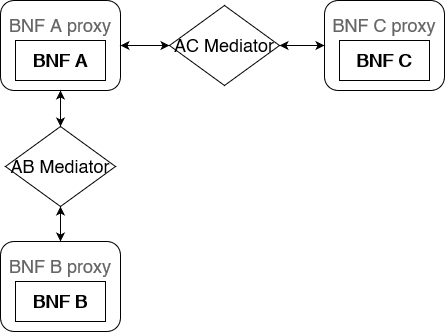 BNF A proxy
BNF A
AC Mediator
BNF C proxy
BNF C
AB Mediator
BNF B proxy
BNF B